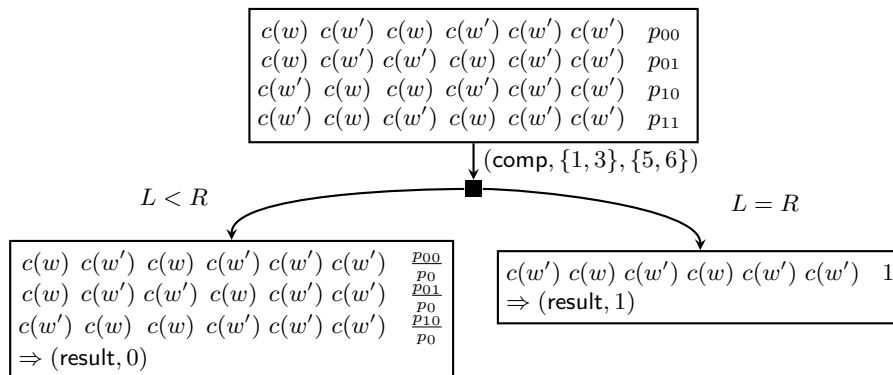 c(w) c(w′) c(w) c(w′) c(w′) c(w′) p₀₀
c(w) c(w′) c(w′) c(w) c(w′) c(w′) p₀₁
c(w′) c(w) c(w) c(w′) c(w′) c(w′) p₁₀
c(w′) c(w) c(w′) c(w) c(w′) c(w′) p₁₁
(comp, {1, 3}, {5, 6})
L < R
L = R
c(w) c(w′) c(w) c(w′) c(w′) c(w′) p₀₀/p₀
c(w) c(w′) c(w′) c(w) c(w′) c(w′) p₀₁/p₀
c(w′) c(w) c(w) c(w′) c(w′) c(w′) p₁₀/p₀
⇒ (result, 0)
c(w′) c(w) c(w′) c(w) c(w′) c(w′) 1
⇒ (result, 1)